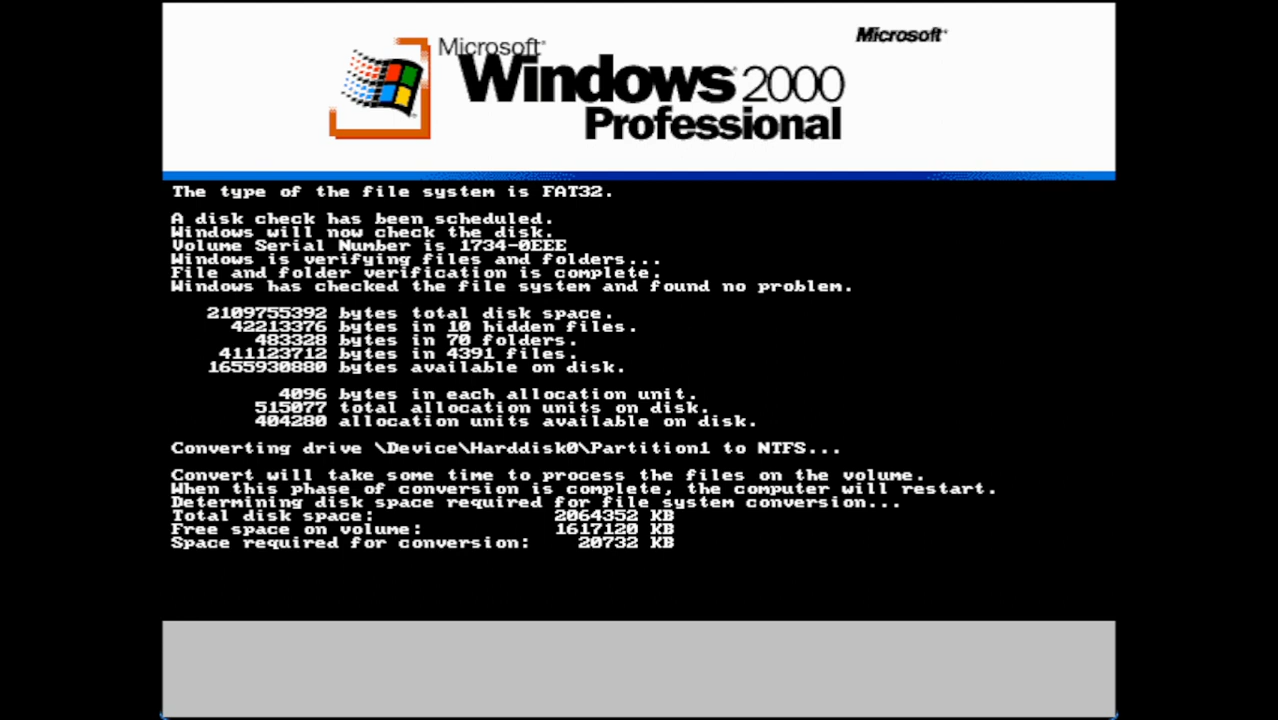 Microsoft
Microsoft
Windows 2000
Professional
The type of the file system is FAT32.
A disk check has been scheduled.
Windows will now check the disk.
Volume Serial Number is 1734-0EEE
Windows is verifying files and folders...
File and folder verification is complete.
Windows has checked the file system and found no problem.
2109755392 bytes total disk space.
42213376 bytes in 10 hidden files.
483328 bytes in 70 folders.
411123712 bytes in 4391 files.
1655930880 bytes available on disk.
4096 bytes in each allocation unit.
515077 total allocation units on disk.
404280 allocation units available on disk.
Converting drive \Device\Harddisk0\Partition1 to NTFS...
Convert will take some time to process the files on the volume.
When this phase of conversion is complete, the computer will restart.
Determining disk space required for file system conversion...
Total disk space: 2064352 KB
Free space on volume: 1617120 KB
Space required for conversion: 20732 KB